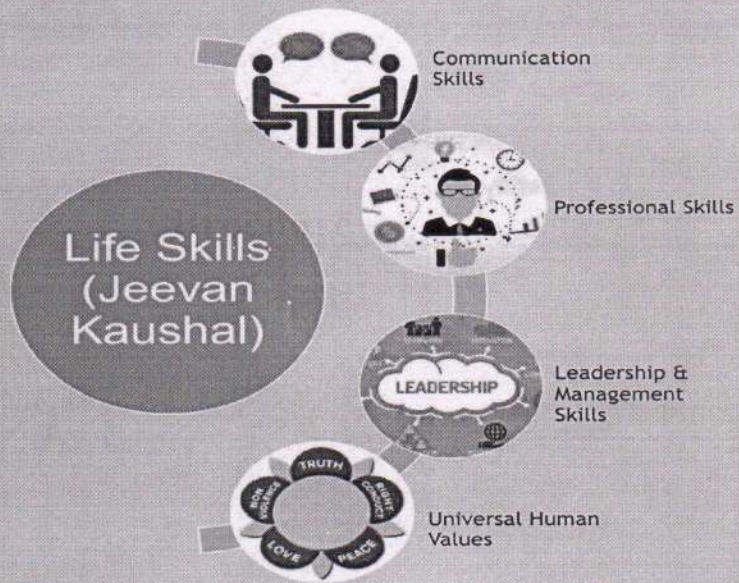 Communication
Skills
Professional Skills
Life Skills
(Jeevan
Kaushal)
LEADERSHIP
Leadership &
Management
Skills
TRUTH
RIGHT
CONDUCT
PEACE
LOVE
NON
VIOLENCE
Universal Human
Values